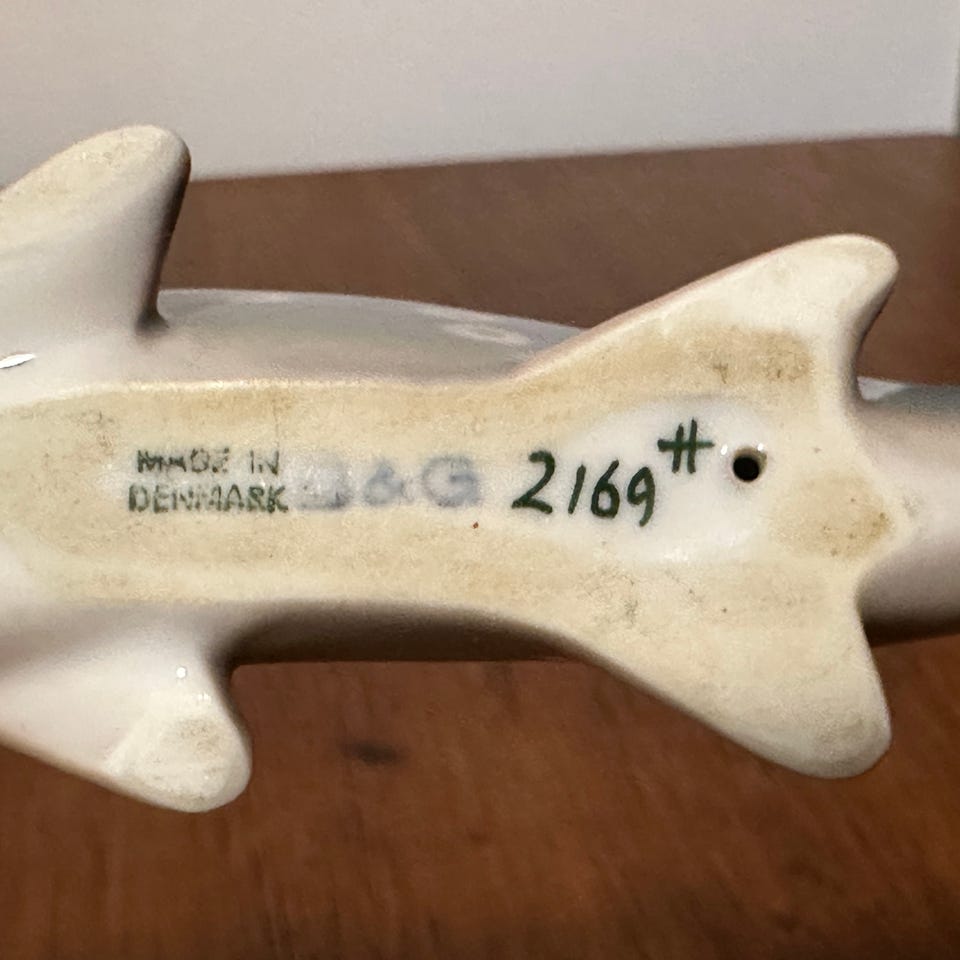 MADE IN
DENMARK
B&G
2169 #